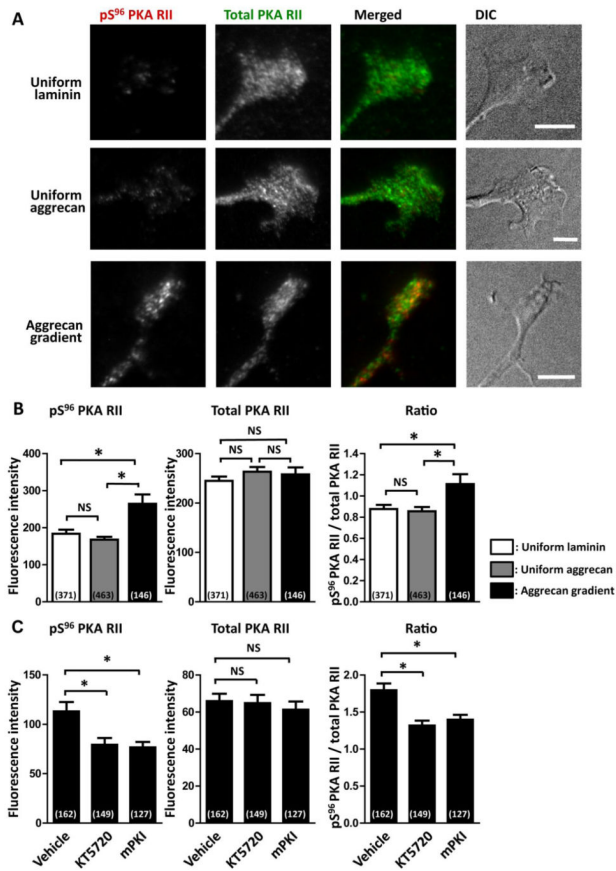 A
pS⁹⁶ PKA RII Total PKA RII Merged DIC
Uniform
laminin
Uniform
aggrecan
Aggrecan
gradient
B
pS⁹⁶ PKA RII Total PKA RII Ratio
Fluorescence intensity
400
300
200
100
0
*
*
NS
(371) (463) (146)
Fluorescence intensity
300
200
100
0
NS
NS NS
(371) (463) (146)
pS⁹⁶ PKA RII / total PKA RII
1.4
1.2
1.0
0.8
0.6
0.4
0.2
0.0
*
*
NS
(371) (463) (146)
: Uniform laminin
: Uniform aggrecan
: Aggrecan gradient
C
pS⁹⁶ PKA RII Total PKA RII Ratio
Fluorescence intensity
150
100
50
0
*
*
(162) (149) (127)
Vehicle KT5720 mPKI
Fluorescence intensity
80
60
40
20
0
NS
NS
(162) (149) (127)
Vehicle KT5720 mPKI
pS⁹⁶ PKA RII / total PKA RII
2.0
1.5
1.0
0.5
0.0
*
*
(162) (149) (127)
Vehicle KT5720 mPKI